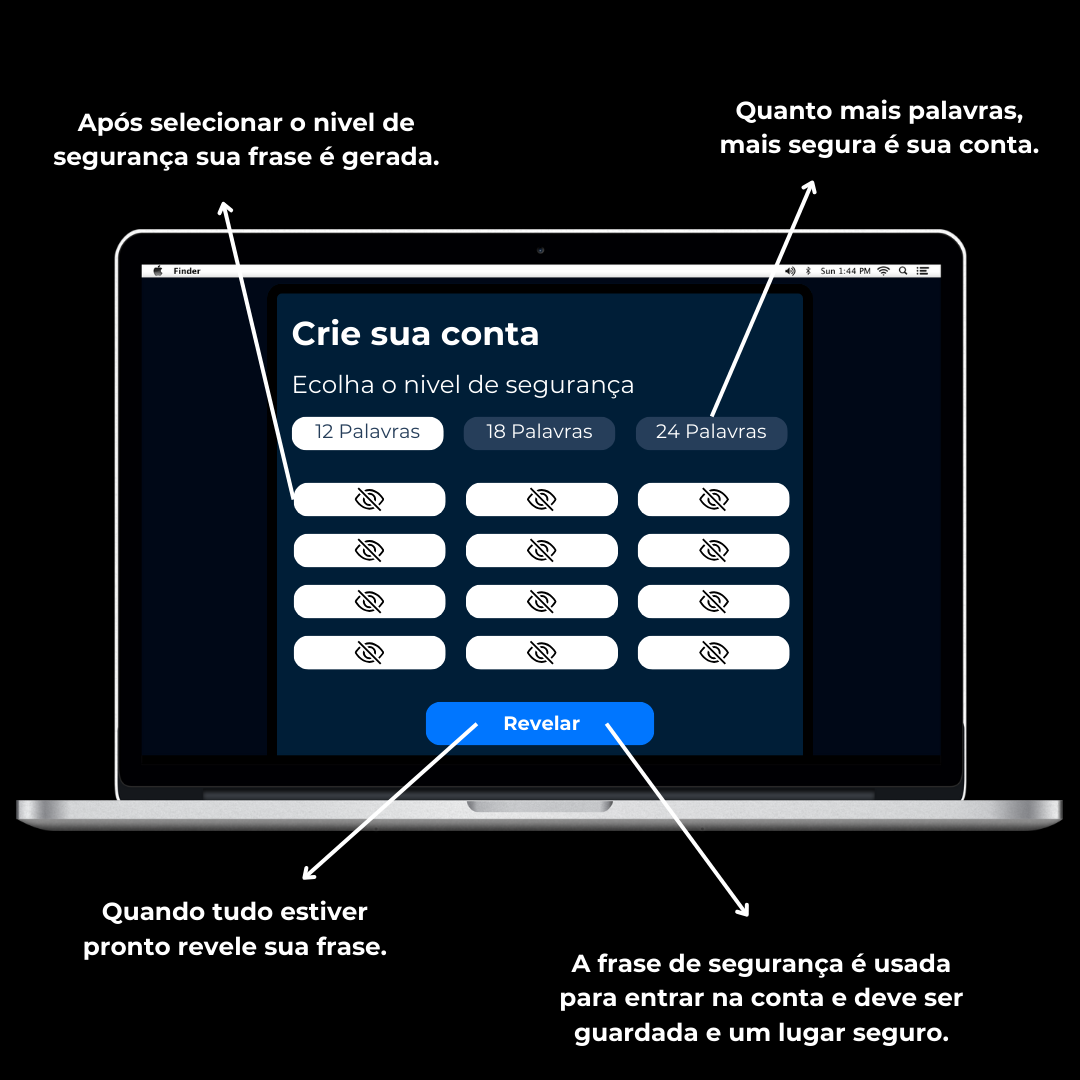 Após selecionar o nivel de
segurança sua frase é gerada.
Quanto mais palavras,
mais segura é sua conta.
Finder
Sun 1:44 PM
Crie sua conta
Ecolha o nivel de segurança
12 Palavras
18 Palavras
24 Palavras
Revelar
Quando tudo estiver
pronto revele sua frase.
A frase de segurança é usada
para entrar na conta e deve ser
guardada e um lugar seguro.